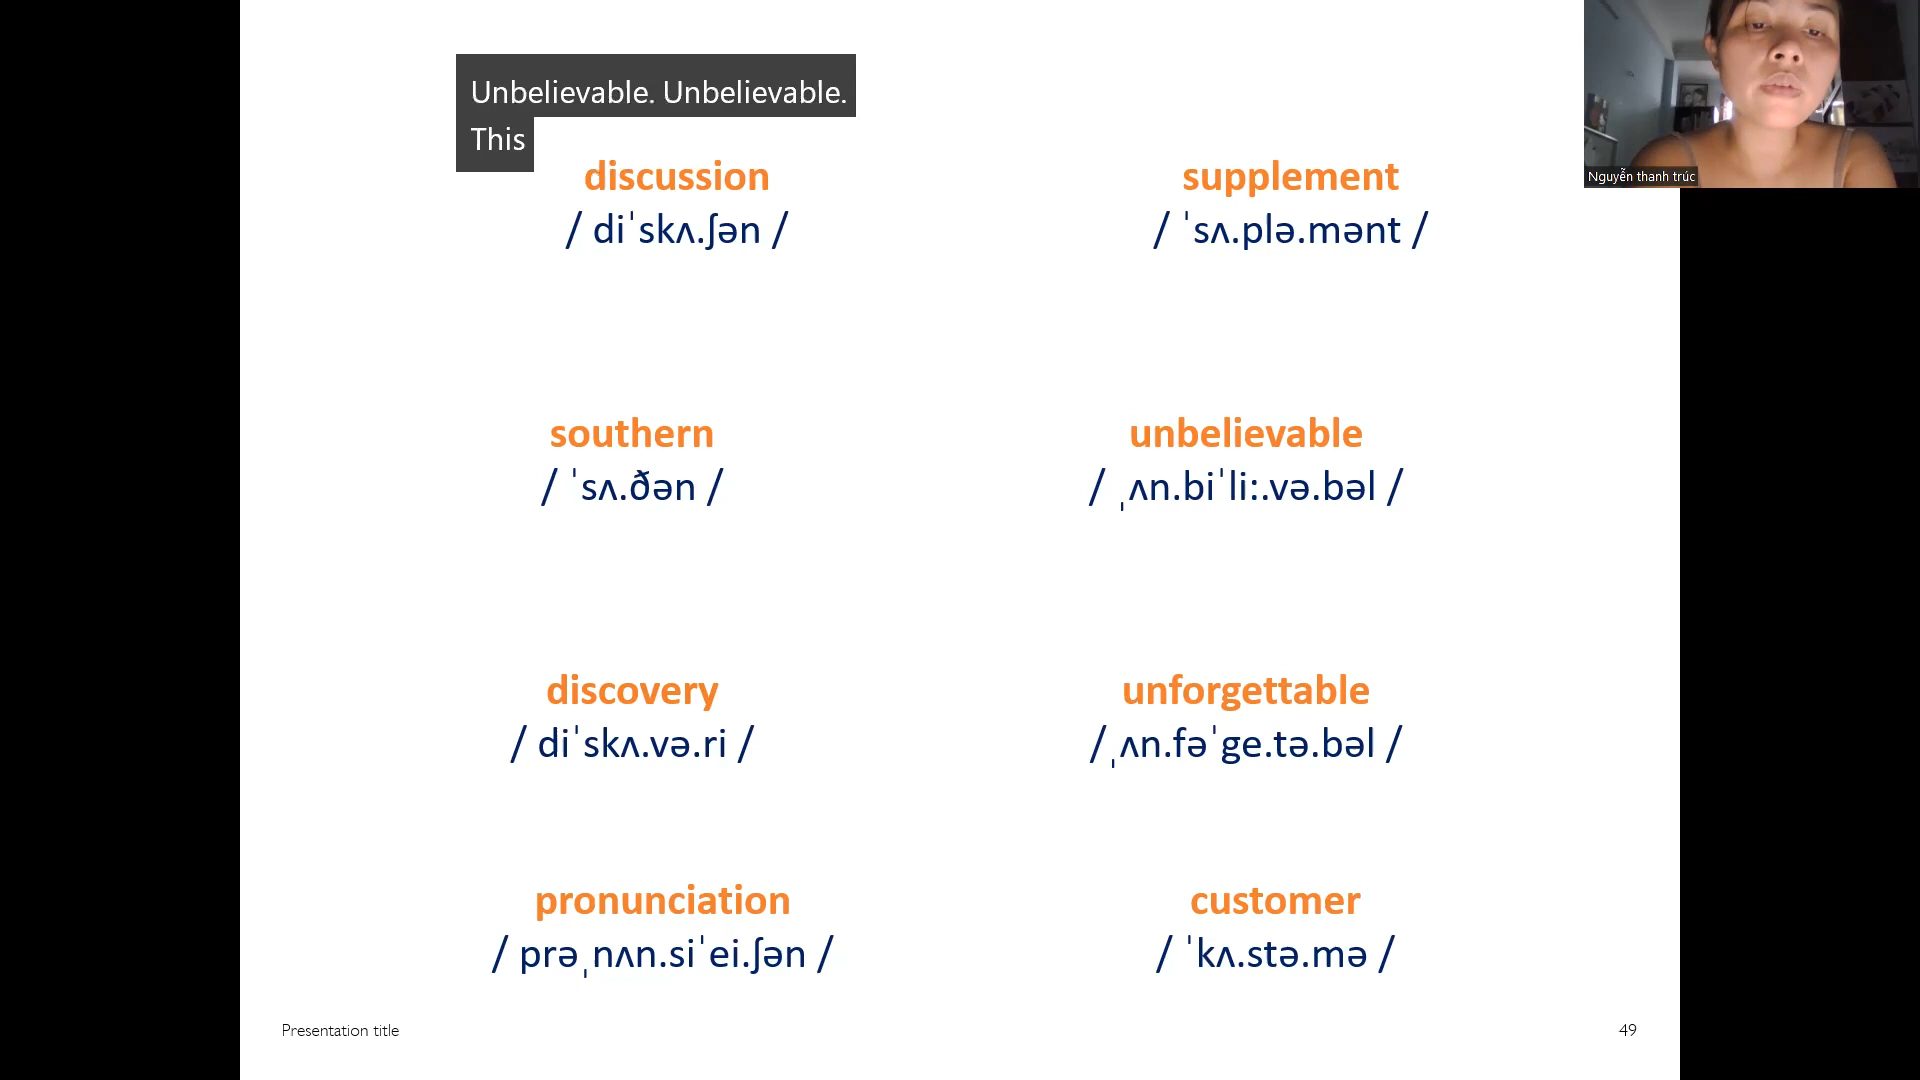 Unbelievable. Unbelievable.
This
discussion
/ diˈskʌ.ʃən /
supplement
/ ˈsʌ.plə.mənt /
Nguyễn thanh trúc
southern
/ ˈsʌ.ðən /
unbelievable
/ ˌʌn.biˈli:.və.bəl /
discovery
/ diˈskʌ.və.ri /
unforgettable
/ˌʌn.fəˈge.tə.bəl /
pronunciation
/ prəˌnʌn.siˈei.ʃən /
customer
/ ˈkʌ.stə.mə /
Presentation title
49